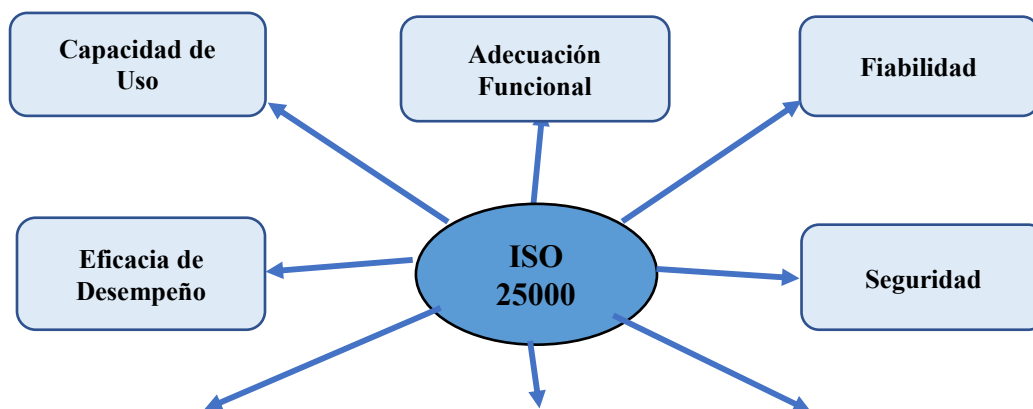 Capacidad de
Uso
Adecuación
Funcional
Fiabilidad
Eficacia de
Desempeño
ISO
25000
Seguridad